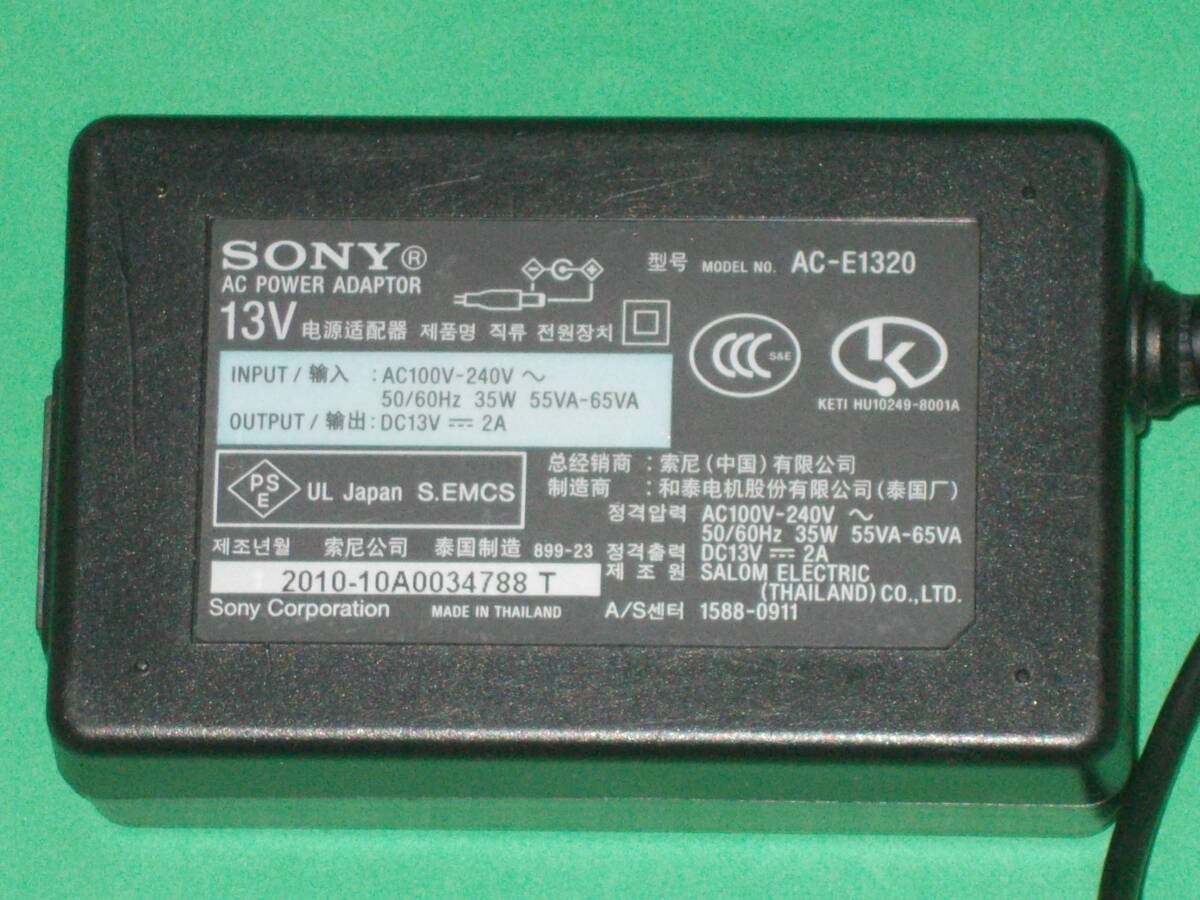 SONY®
AC POWER ADAPTOR
型号 MODEL NO. AC-E1320
13V 电源适配器 제품명 직류 전원장치
INPUT / 输入 : AC100V-240V ～
50/60Hz 35W 55VA-65VA
OUTPUT / 输出: DC13V ⎓ 2A
CCC S&E
K
KETI HU10249-8001A
PSE UL Japan S.EMCS
总经销商 : 索尼(中国)有限公司
制造商 : 和泰电机股份有限公司(泰国厂)
정격압력 AC100V-240V ～
50/60Hz 35W 55VA-65VA
정격출력 DC13V ⎓ 2A
제 조 원 SALOM ELECTRIC
(THAILAND) CO.,LTD.
A/S센터 1588-0911
제조년월 索尼公司 泰国制造 899-23
2010-10A0034788 T
Sony Corporation MADE IN THAILAND